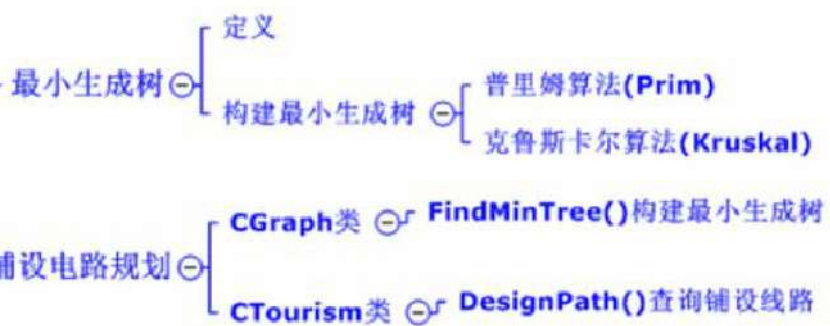 定义
最小生成树
构建最小生成树
普里姆算法(Prim)
克鲁斯卡尔算法(Kruskal)
铺设电路规划
CGraph类
FindMinTree()构建最小生成树
CTourism类
DesignPath()查询铺设线路